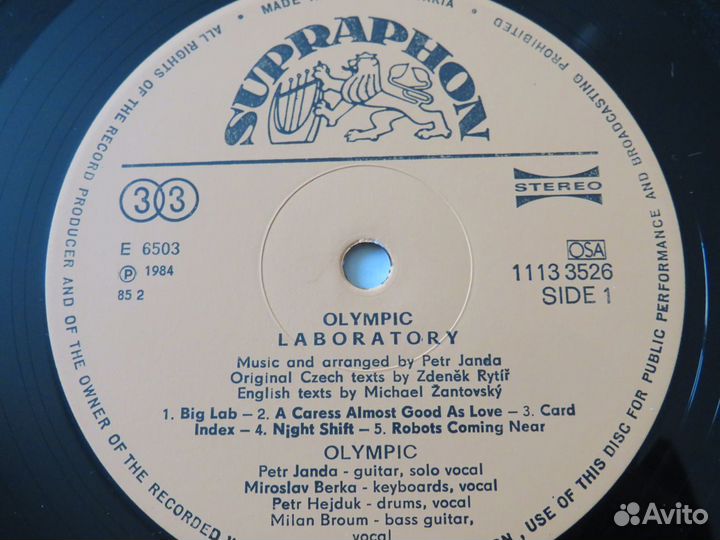 ALL RIGHTS OF THE RECORD PRODUCER AND OF THE OWNER OF THE RECORDED
MADE
BROADCASTING PROHIBITED
USE OF THIS DISC FOR PUBLIC PERFORMANCE AND
SUPRAPHON
33
STEREO
E 6503
Ⓟ 1984
85 2
OSA
1113 3526
SIDE 1
OLYMPIC
LABORATORY
Music and arranged by Petr Janda
Original Czech texts by Zdeněk Rytíř
English texts by Michael Žantovský
1. Big Lab – 2. A Caress Almost Good As Love – 3. Card
Index – 4. Night Shift – 5. Robots Coming Near
OLYMPIC
Petr Janda - guitar, solo vocal
Miroslav Berka - keyboards, vocal
Petr Hejduk - drums, vocal
Milan Broum - bass guitar,
vocal
Avito